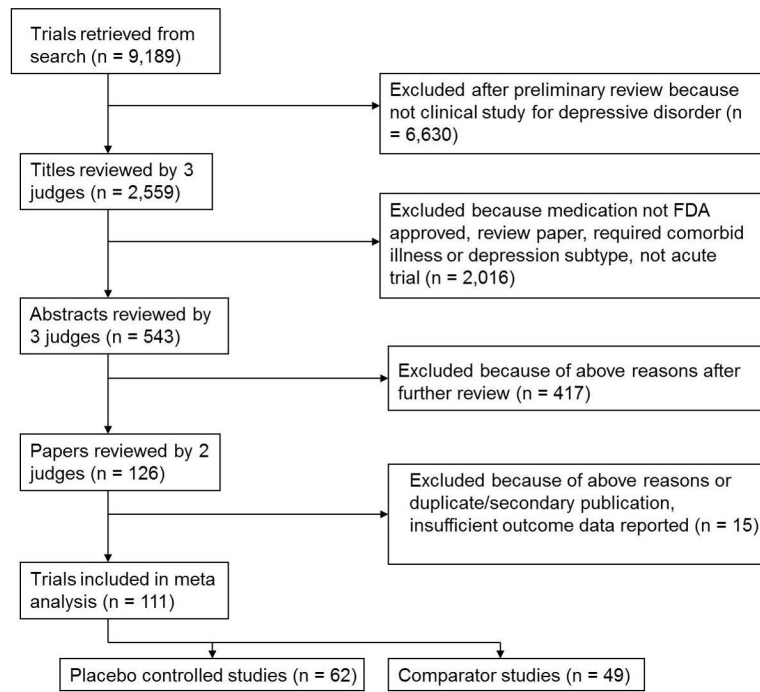 Trials retrieved from
search (n = 9,189)
Excluded after preliminary review because
not clinical study for depressive disorder (n
= 6,630)
Titles reviewed by 3
judges (n = 2,559)
Excluded because medication not FDA
approved, review paper, required comorbid
illness or depression subtype, not acute
trial (n = 2,016)
Abstracts reviewed by
3 judges (n = 543)
Excluded because of above reasons after
further review (n = 417)
Papers reviewed by 2
judges (n = 126)
Excluded because of above reasons or
duplicate/secondary publication,
insufficient outcome data reported (n = 15)
Trials included in meta
analysis (n = 111)
Placebo controlled studies (n = 62)
Comparator studies (n = 49)